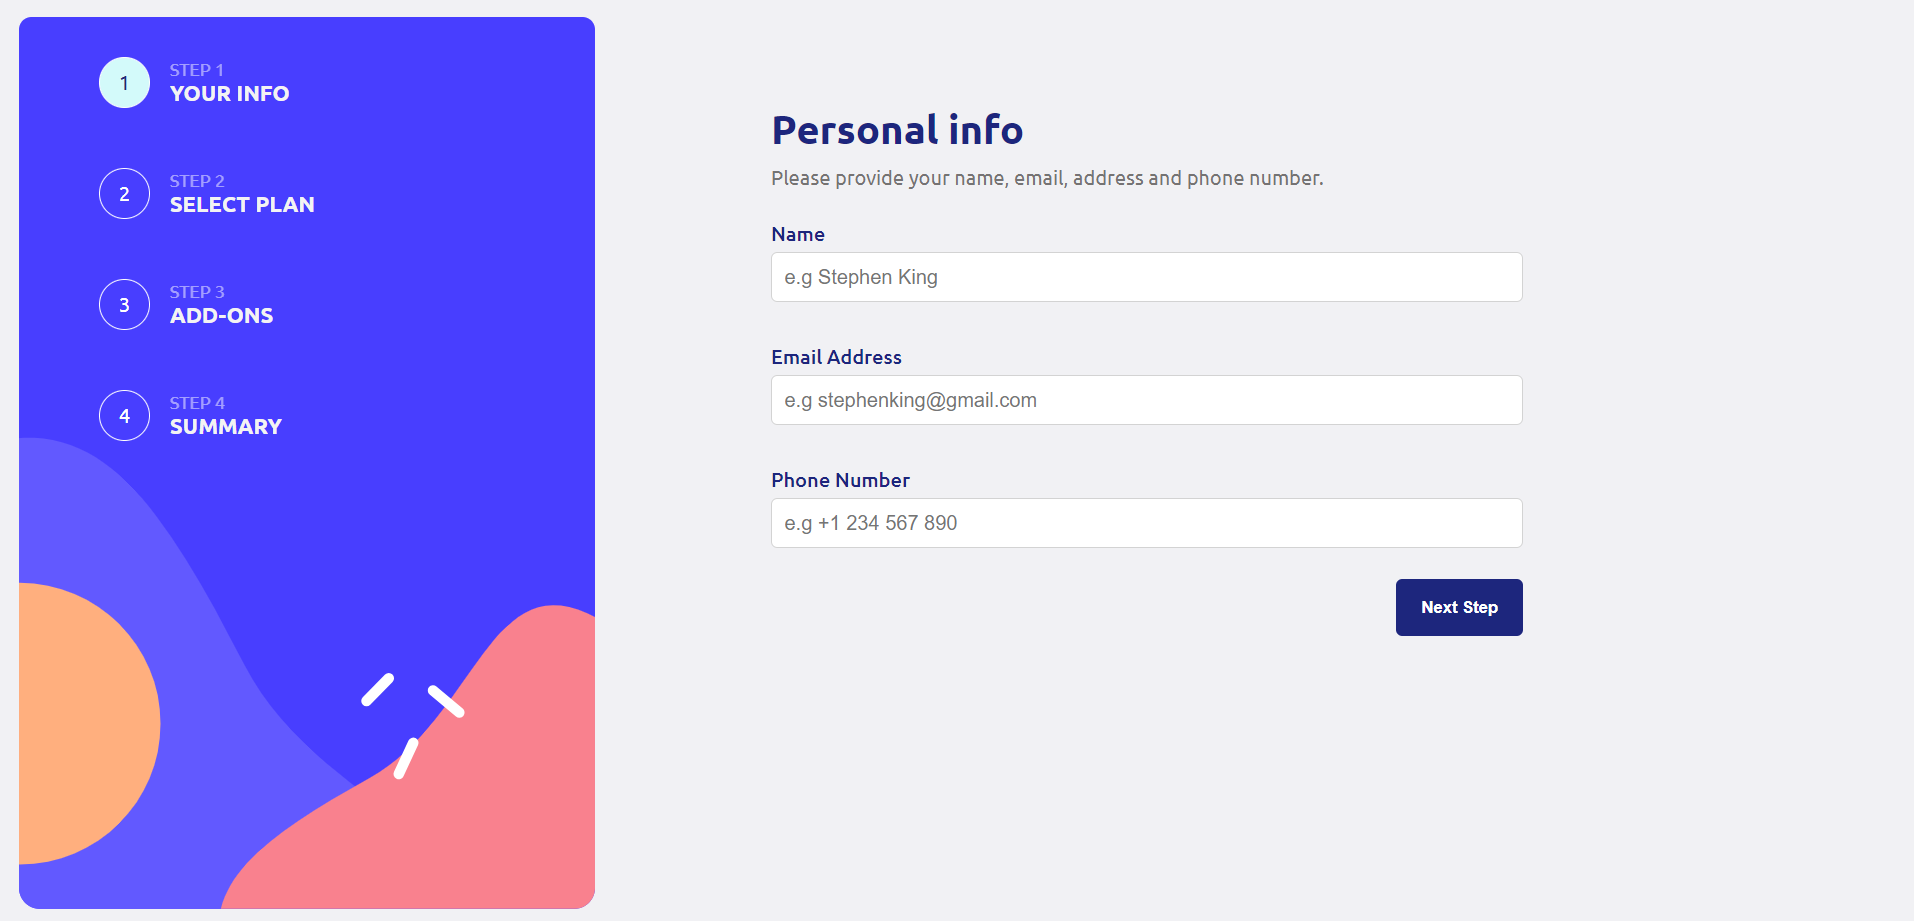 1
STEP 1
YOUR INFO
2
STEP 2
SELECT PLAN
3
STEP 3
ADD-ONS
4
STEP 4
SUMMARY
Personal info
Please provide your name, email, address and phone number.
Name
e.g Stephen King
Email Address
e.g stephenking@gmail.com
Phone Number
e.g +1 234 567 890
Next Step